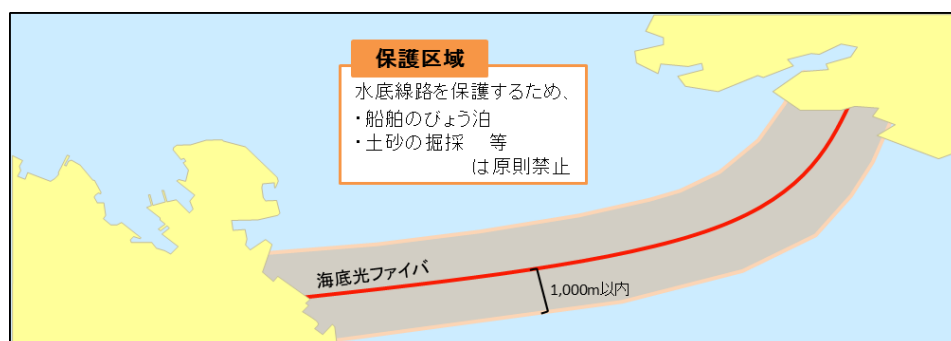 保護区域
水底線路を保護するため、
・船舶のびょう泊
・土砂の掘採　等
は原則禁止
海底光ファイバ
1,000m以内